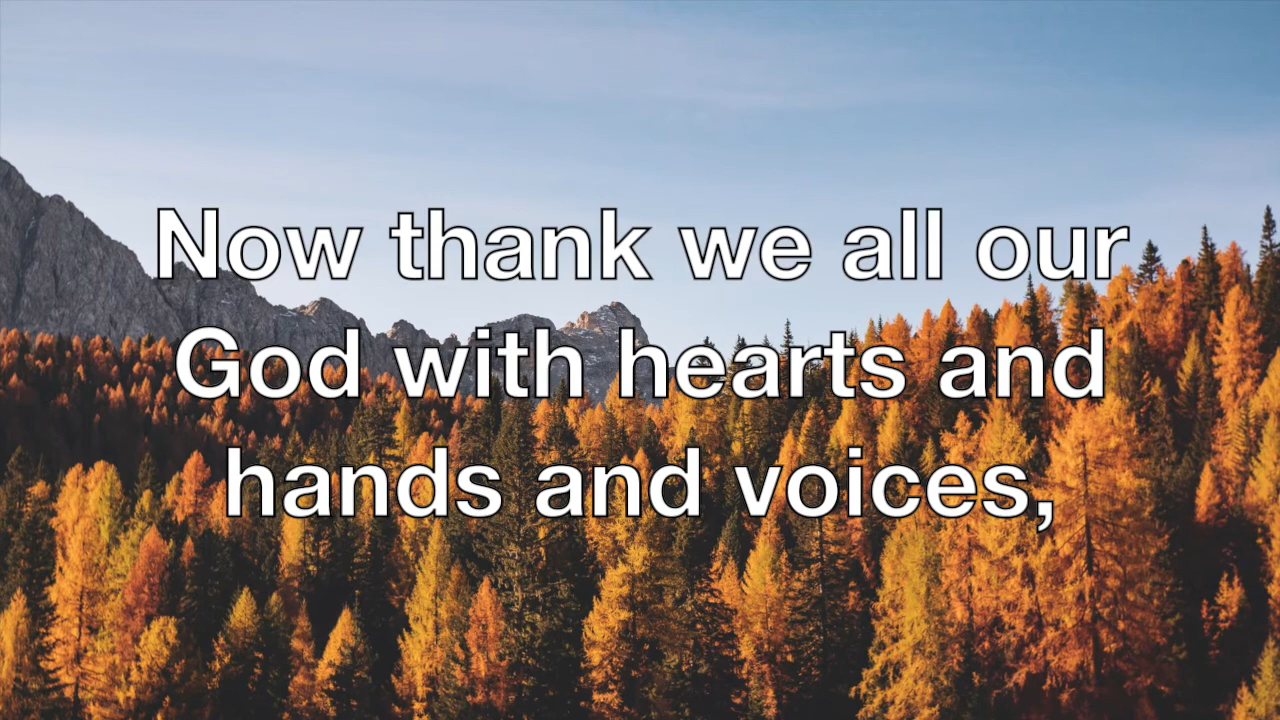 Now thank we all our
God with hearts and
hands and voices,